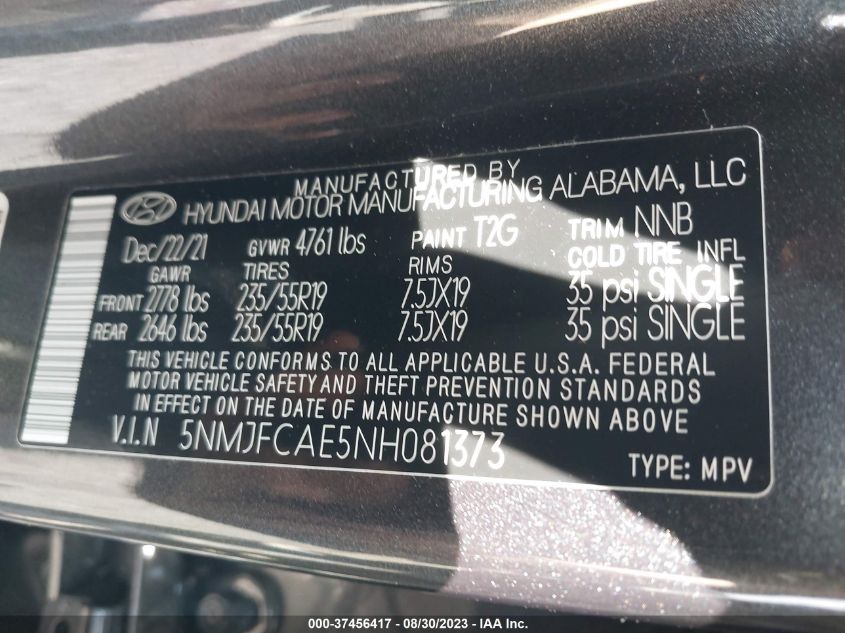 MANUFACTURED BY
HYUNDAI MOTOR MANUFACTURING ALABAMA, LLC
Dec/22/21 GVWR 4761 lbs PAINT T2G TRIM NNB
GAWR TIRES RIMS COLD TIRE INFL
FRONT 2778 lbs 235/55R19 7.5JX19 35 psi SINGLE
REAR 2646 lbs 235/55R19 7.5JX19 35 psi SINGLE
THIS VEHICLE CONFORMS TO ALL APPLICABLE U.S.A. FEDERAL
MOTOR VEHICLE SAFETY AND THEFT PREVENTION STANDARDS
IN EFFECT ON THE DATE OF MANUFACTURE SHOWN ABOVE
V.I.N 5NMJFCAE5NH081373
TYPE: MPV
000-37456417 - 08/30/2023 - IAA Inc.